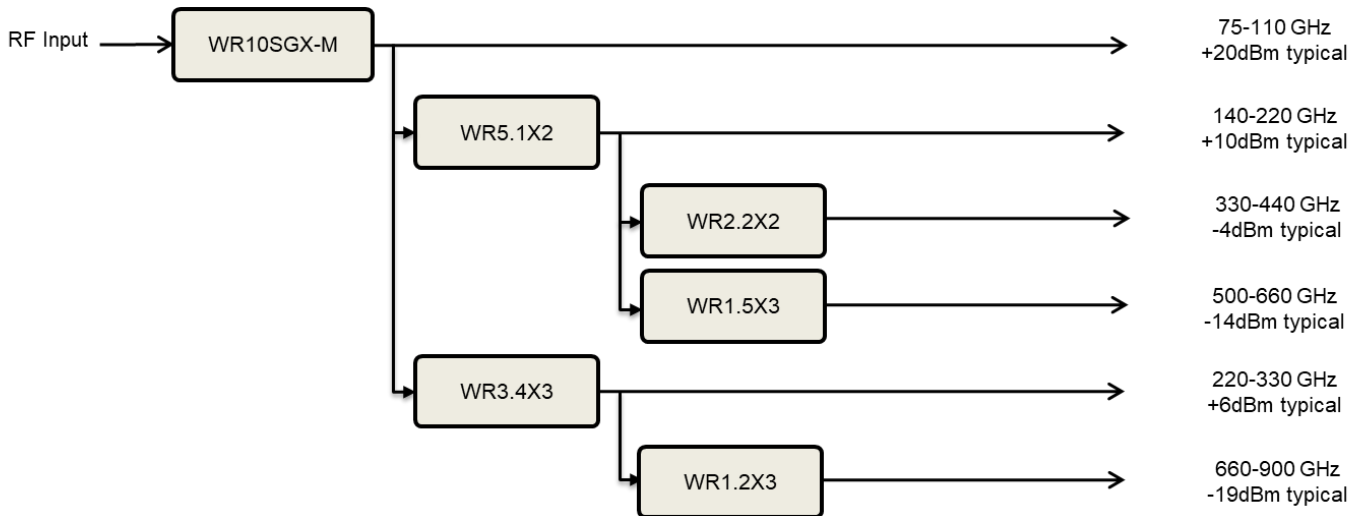 RF Input
WR10SGX-M
75-110 GHz
+20dBm typical
WR5.1X2
140-220 GHz
+10dBm typical
WR2.2X2
330-440 GHz
-4dBm typical
WR1.5X3
500-660 GHz
-14dBm typical
WR3.4X3
220-330 GHz
+6dBm typical
WR1.2X3
660-900 GHz
-19dBm typical